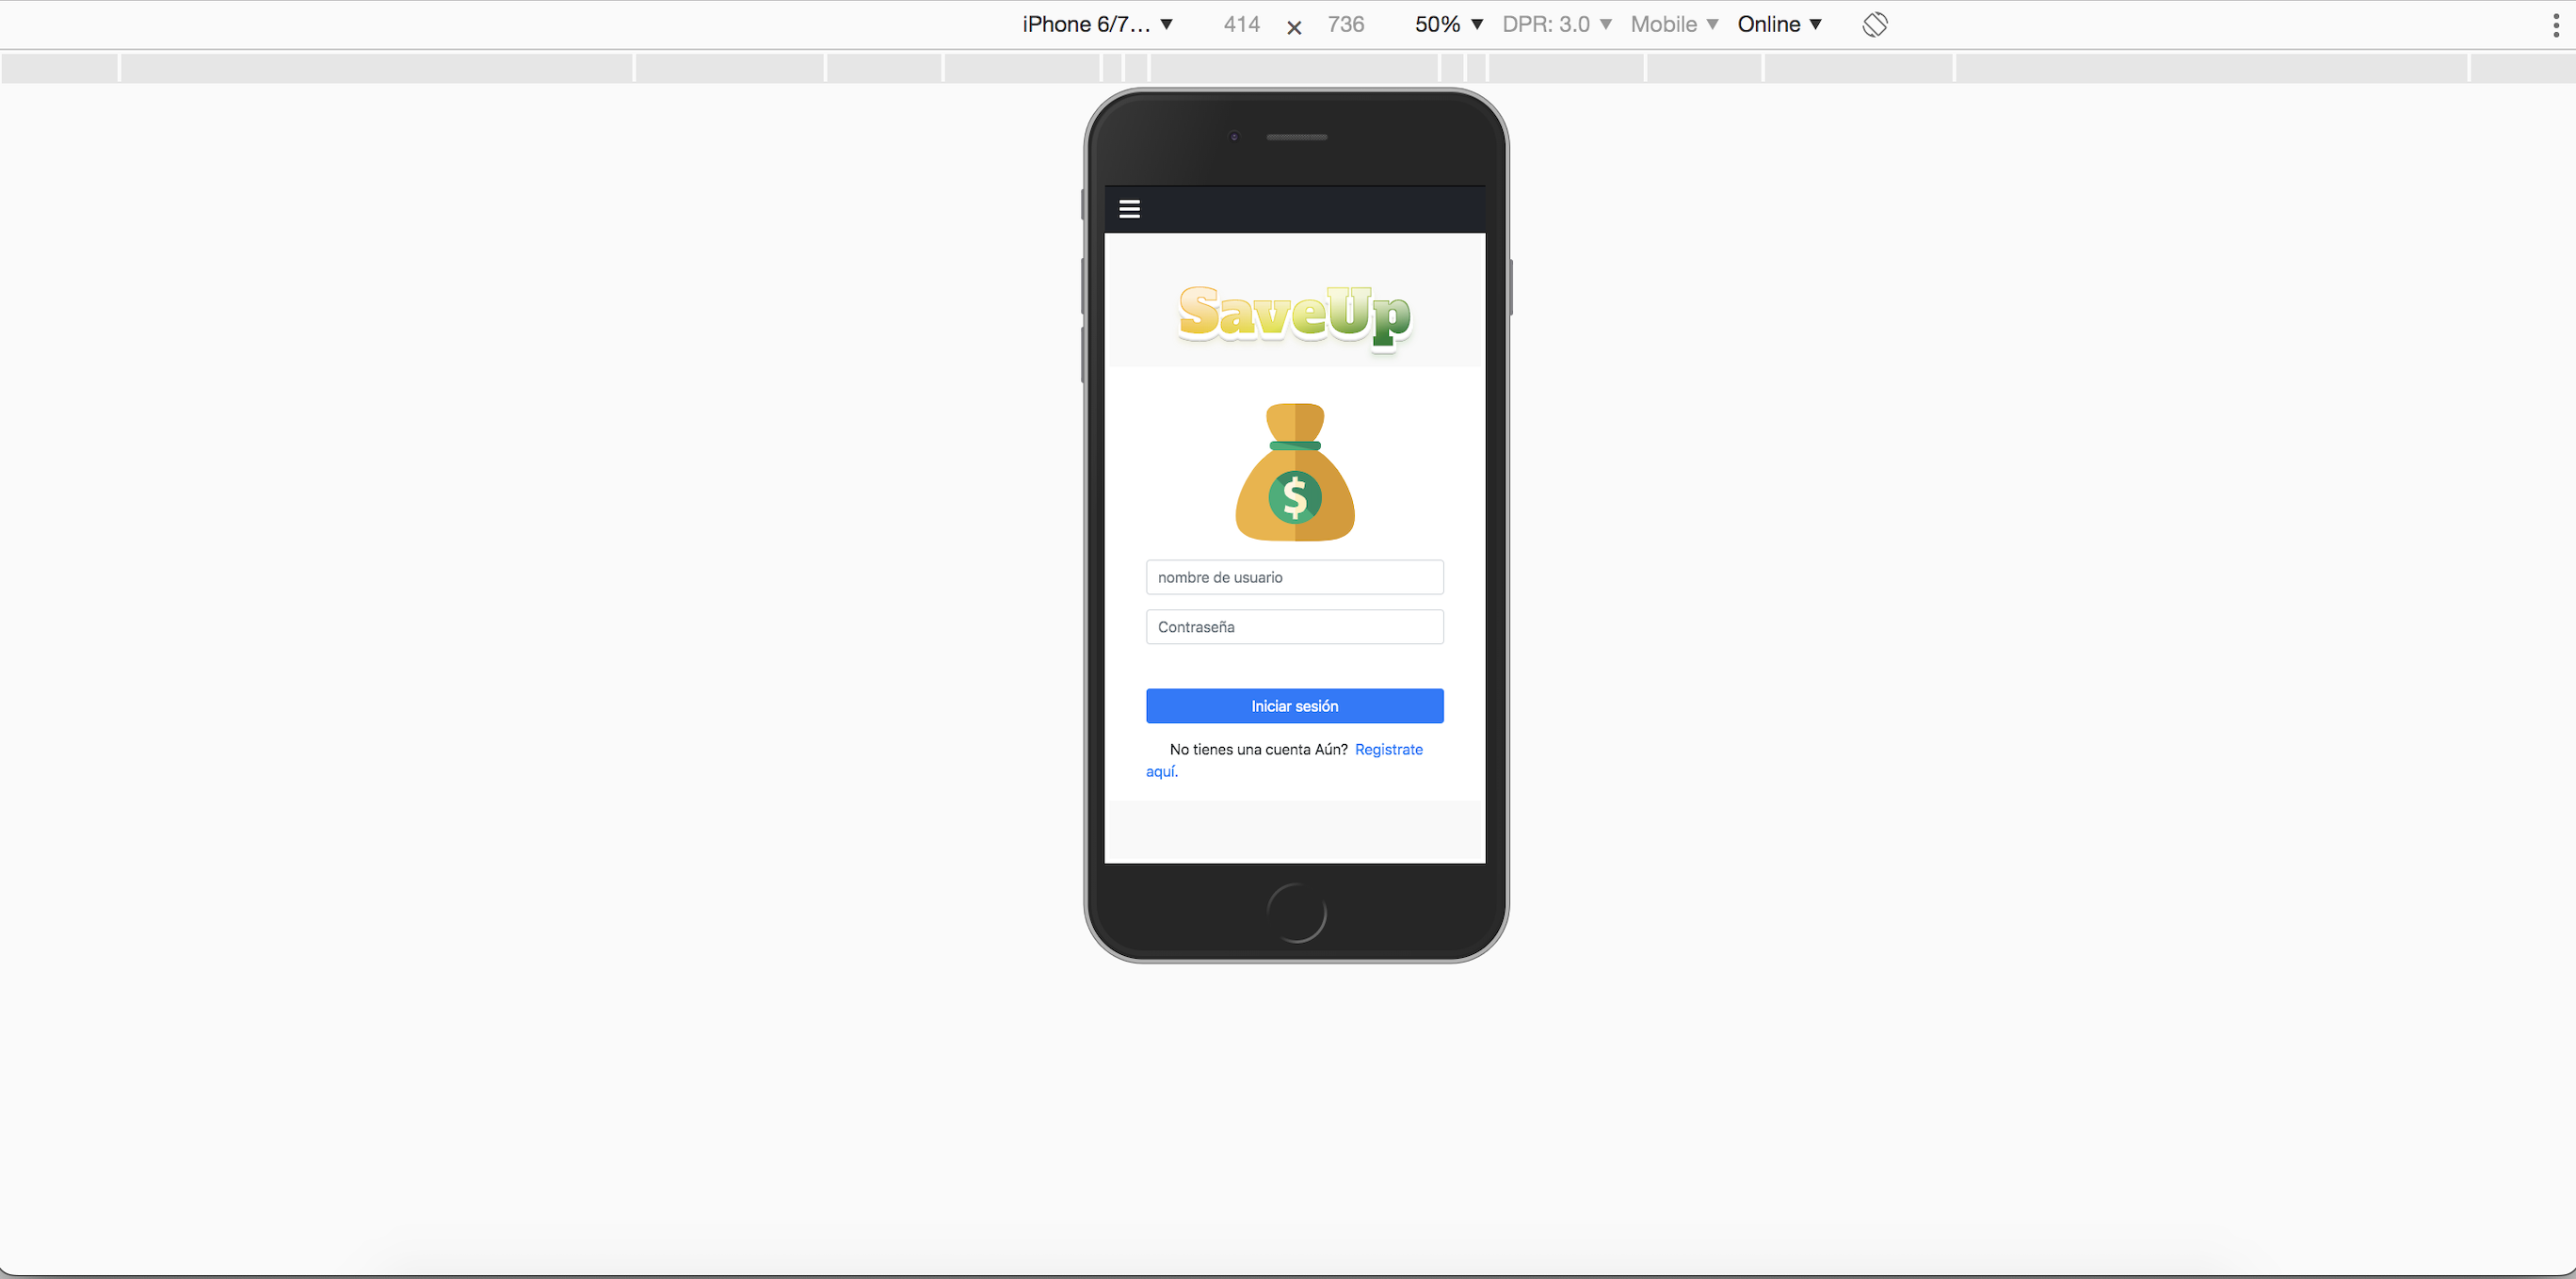 iPhone 6/7... 414 × 736 50% DPR: 3.0 Mobile Online
SaveUp
$
nombre de usuario
Contraseña
Iniciar sesión
No tienes una cuenta Aún? Registrate
aquí.